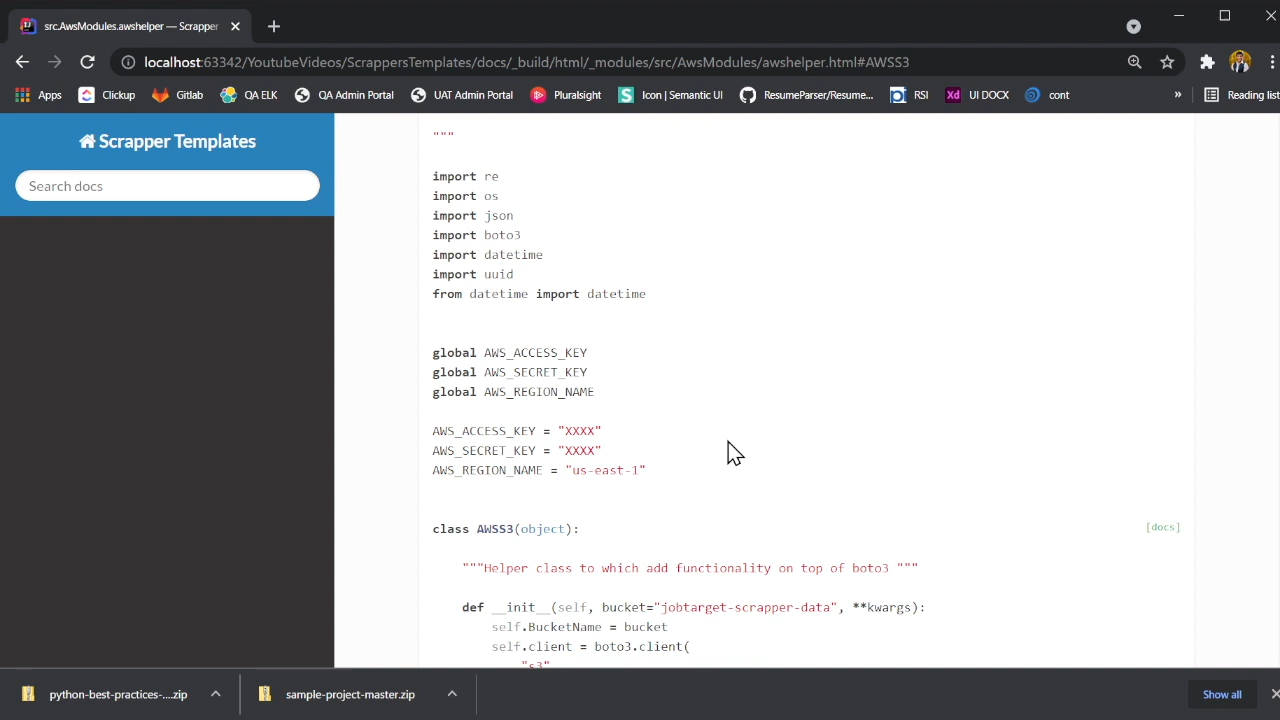 src.AwsModules.awshelper — Scrapper
localhost:63342/YoutubeVideos/ScrappersTemplates/docs/_build/html/_modules/src/AwsModules/awshelper.html#AWSS3
Apps Clickup Gitlab QA ELK QA Admin Portal UAT Admin Portal Pluralsight Icon | Semantic UI ResumeParser/Resume... RSI Xd UI DOCX cont » Reading list
Scrapper Templates
Search docs
"""
import re
import os
import json
import boto3
import datetime
import uuid
from datetime import datetime
global AWS_ACCESS_KEY
global AWS_SECRET_KEY
global AWS_REGION_NAME
AWS_ACCESS_KEY = "XXXX"
AWS_SECRET_KEY = "XXXX"
AWS_REGION_NAME = "us-east-1"
class AWSS3(object): [docs]
"""Helper class to which add functionality on top of boto3 """
def __init__(self, bucket="jobtarget-scrapper-data", **kwargs):
self.BucketName = bucket
self.client = boto3.client(
"s3"
python-best-practices-....zip sample-project-master.zip Show all